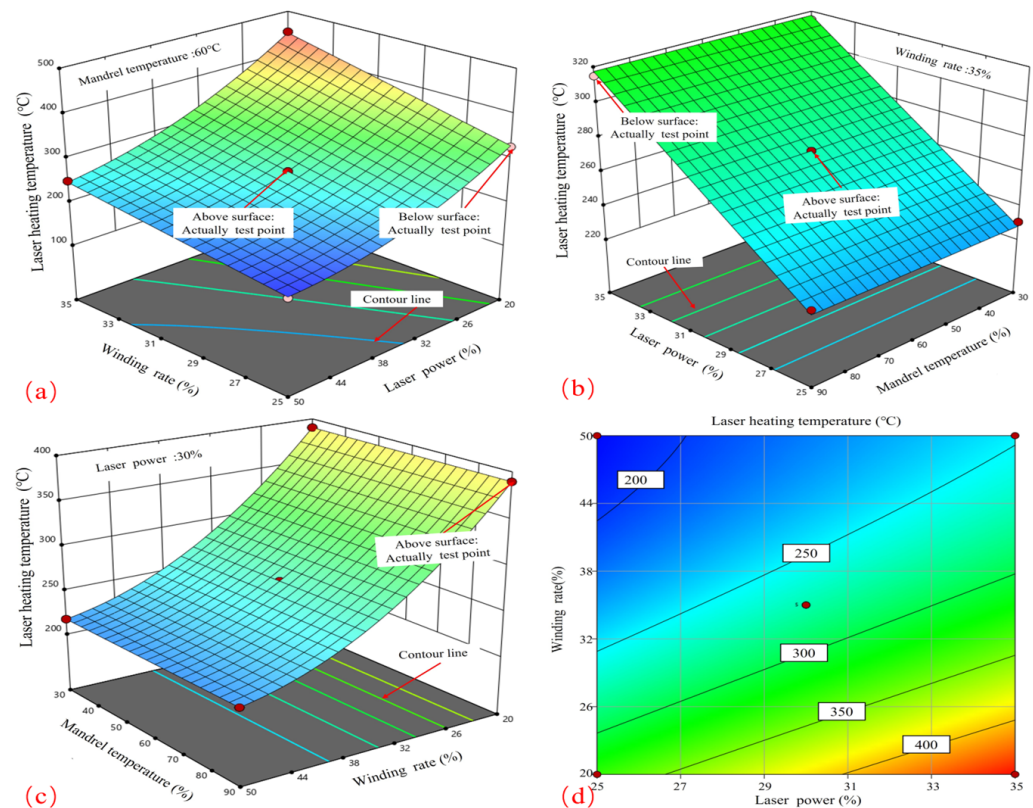 Mandrel temperature :60℃
Laser heating temperature (℃)
500
400
300
200
100
Above surface:
Actually test point
Below surface:
Actually test point
Contour line
35
33
31
29
27
25
Winding rate (%)
50
44
38
32
26
20
Laser power (%)
(a)
Winding rate :35%
Laser heating temperature (℃)
320
300
280
260
240
220
Below surface:
Actually test point
Above surface:
Actually test point
Contour line
35
33
31
29
27
25
Laser power (%)
90
80
70
60
50
40
30
Mandrel temperature (%)
(b)
Laser power :30%
Laser heating temperature (℃)
400
350
300
250
200
Above surface:
Actually test point
Contour line
30
40
50
60
70
80
90
Mandrel temperature (%)
50
44
38
32
26
20
Winding rate (%)
(c)
Laser heating temperature (℃)
Winding rate(%)
50
44
38
32
26
20
200
250
5
300
350
400
25
27
29
31
33
35
Laser power (%)
(d)